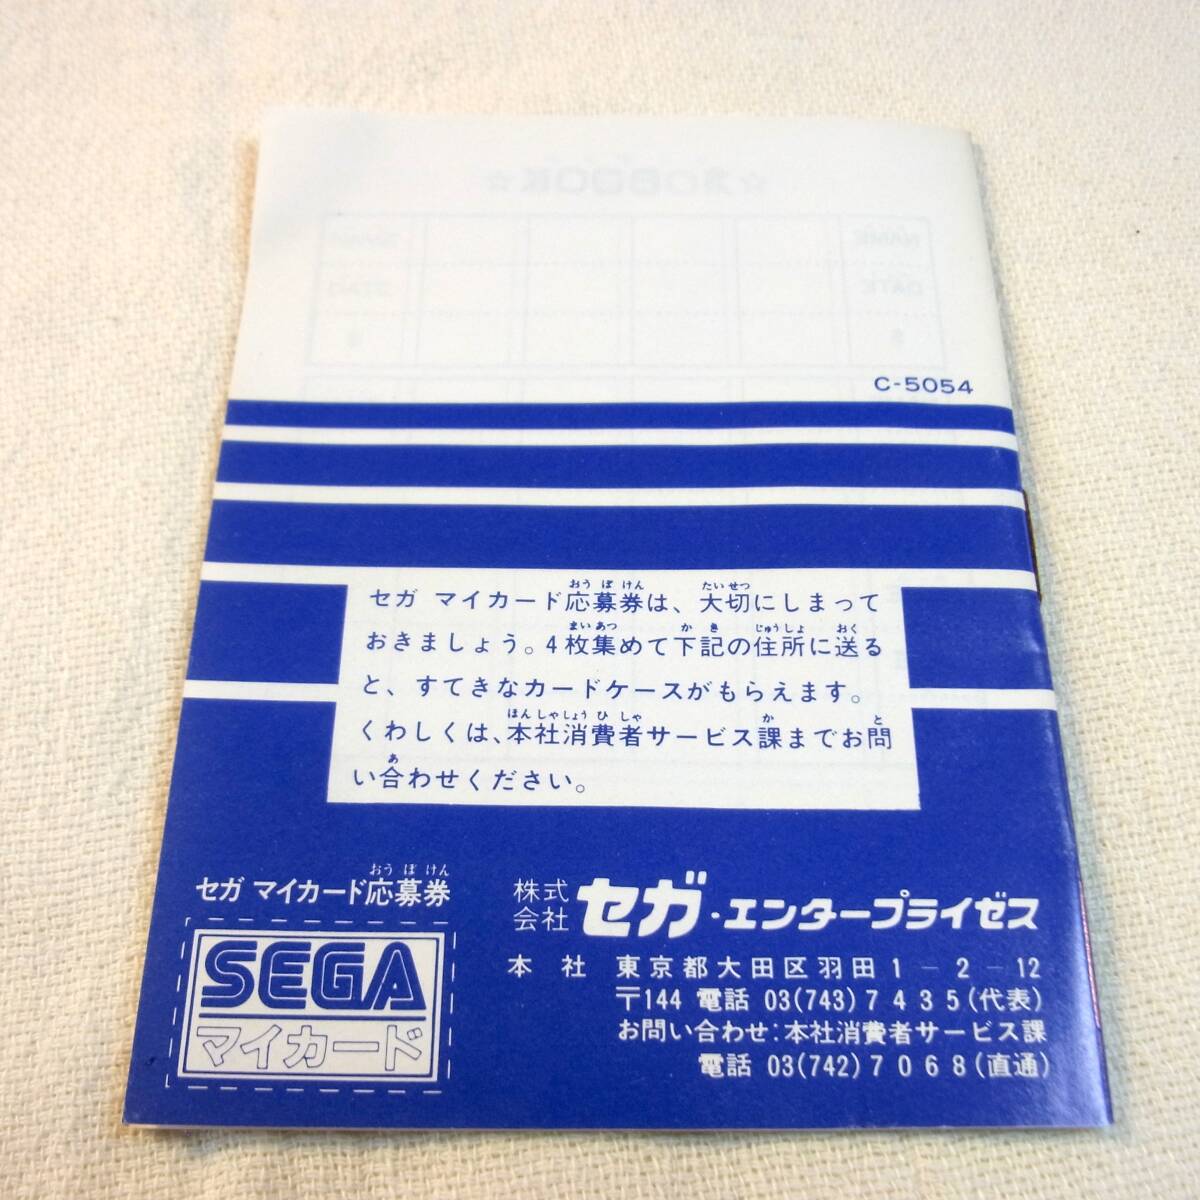 C-5054
セガ マイカード応募券は、大切にしまって
おきましょう。4枚集めて下記の住所に送る
と、すてきなカードケースがもらえます。
くわしくは、本社消費者サービス課までお問
い合わせください。
セガ マイカード応募券
SEGA
マイカード
株式会社 セガ・エンタープライゼス
本社 東京都大田区羽田1-2-12
〒144 電話 03(743)7435(代表)
お問い合わせ:本社消費者サービス課
電話 03(742)7068(直通)